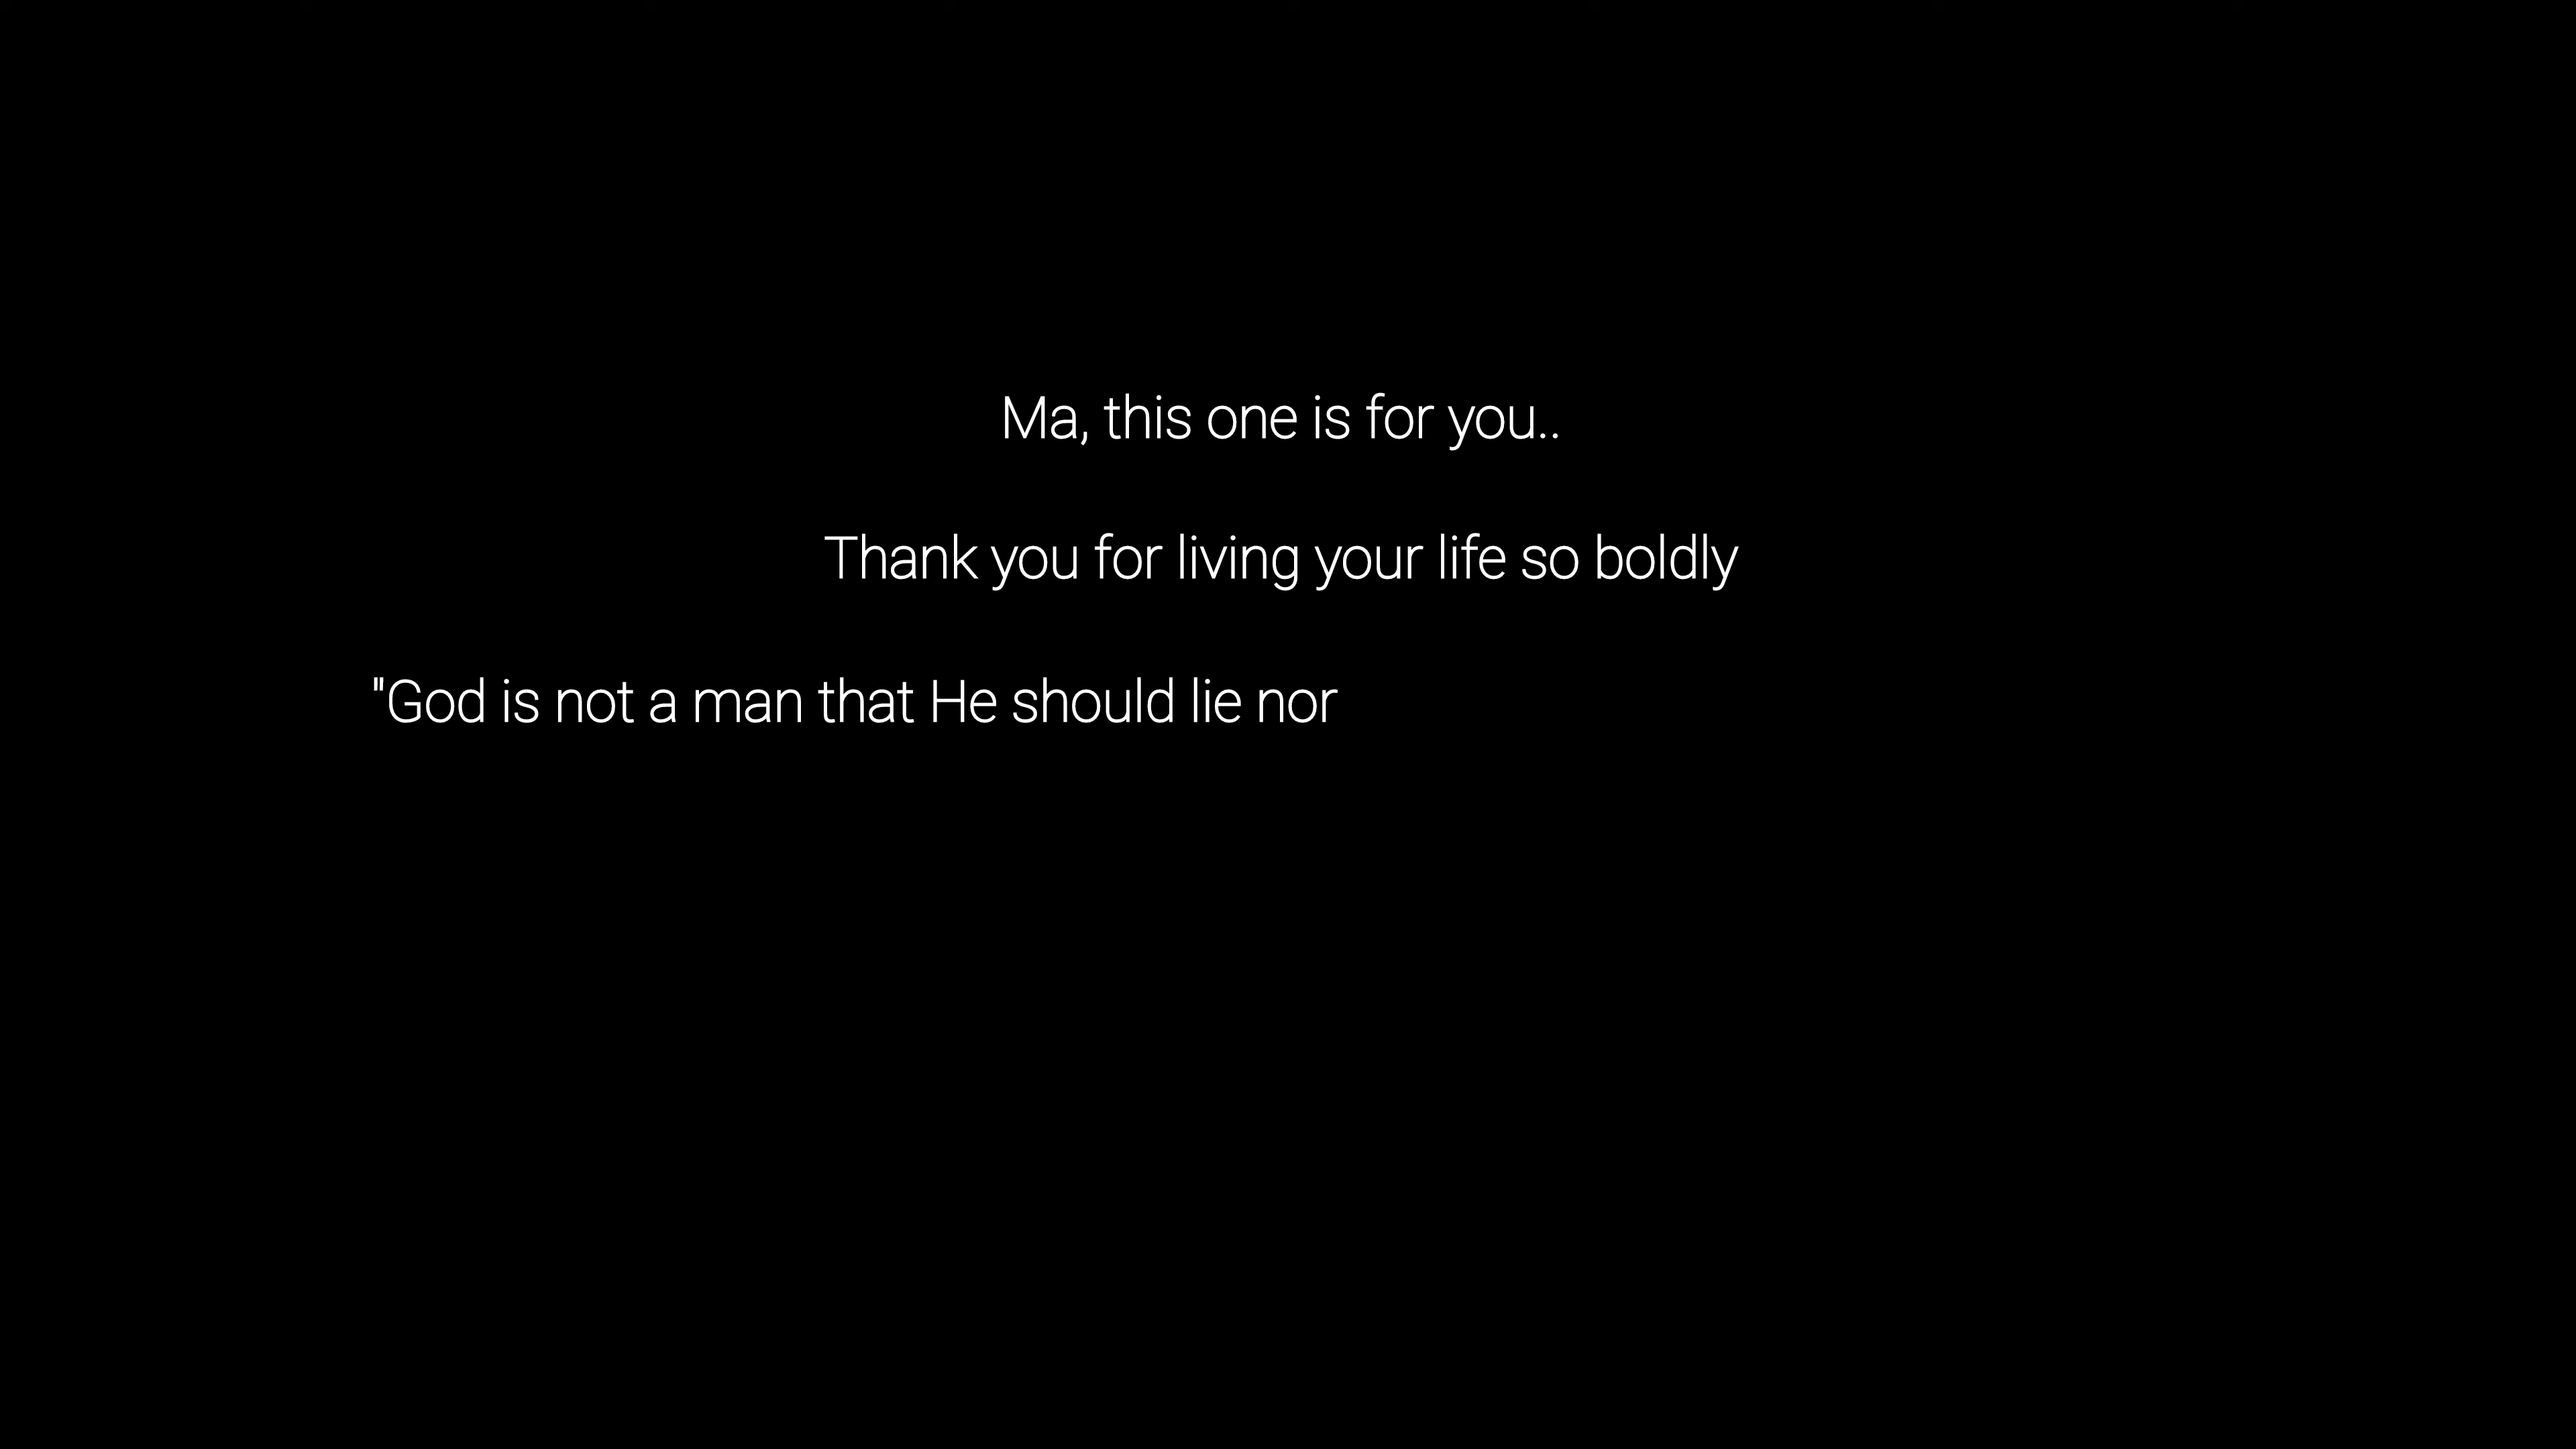 Ma, this one is for you..
Thank you for living your life so boldly
"God is not a man that He should lie nor